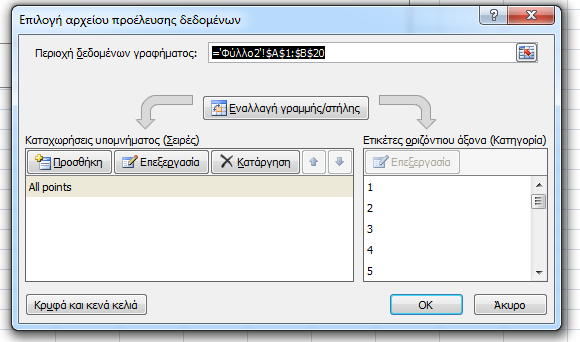 Επιλογή αρχείου προέλευσης δεδομένων
Περιοχή δεδομένων γραφήματος: ='Φύλλο2'!$A$1:$B$20
Εναλλαγή γραμμής/στήλης
Καταχωρήσεις υπομνήματος (Σειρές)
Προσθήκη Επεξεργασία Κατάργηση
All points
Ετικέτες οριζόντιου άξονα (Κατηγορία)
Επεξεργασία
1
2
3
4
5
Κρυφά και κενά κελιά
OK Άκυρο